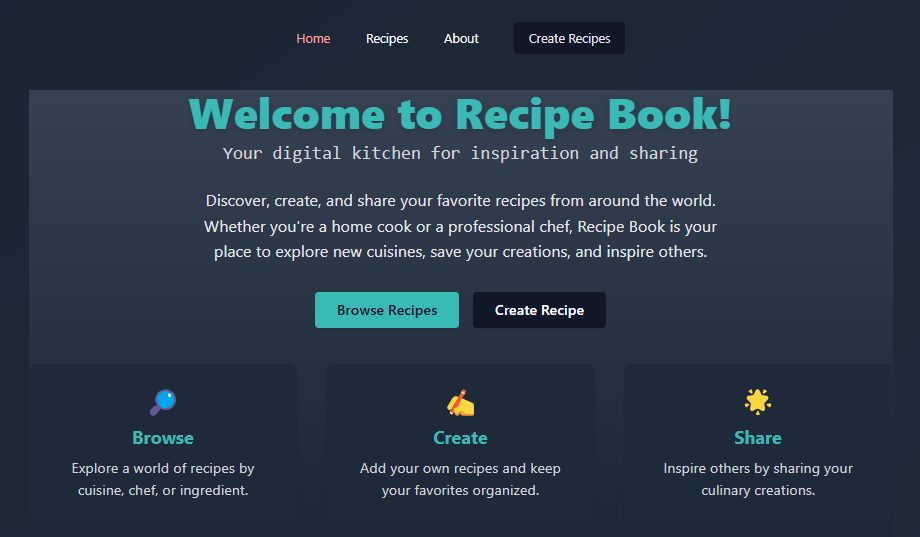 Home Recipes About Create Recipes
Welcome to Recipe Book!
Your digital kitchen for inspiration and sharing
Discover, create, and share your favorite recipes from around the world.
Whether you're a home cook or a professional chef, Recipe Book is your
place to explore new cuisines, save your creations, and inspire others.
Browse Recipes Create Recipe
Browse
Explore a world of recipes by
cuisine, chef, or ingredient.
Create
Add your own recipes and keep
your favorites organized.
Share
Inspire others by sharing your
culinary creations.